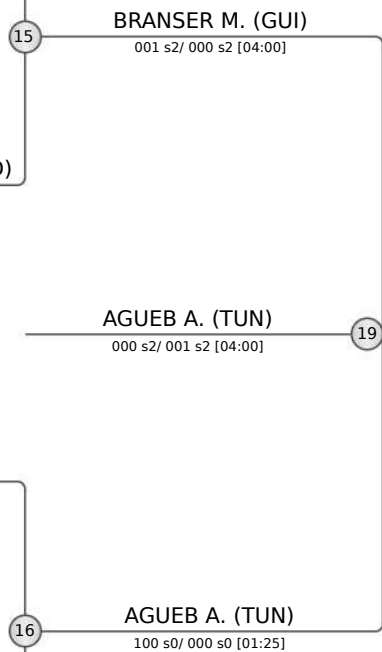 15
BRANSER M. (GUI)
001 s2/ 000 s2 [04:00]
)
AGUEB A. (TUN)
19
000 s2/ 001 s2 [04:00]
16
AGUEB A. (TUN)
100 s0/ 000 s0 [01:25]